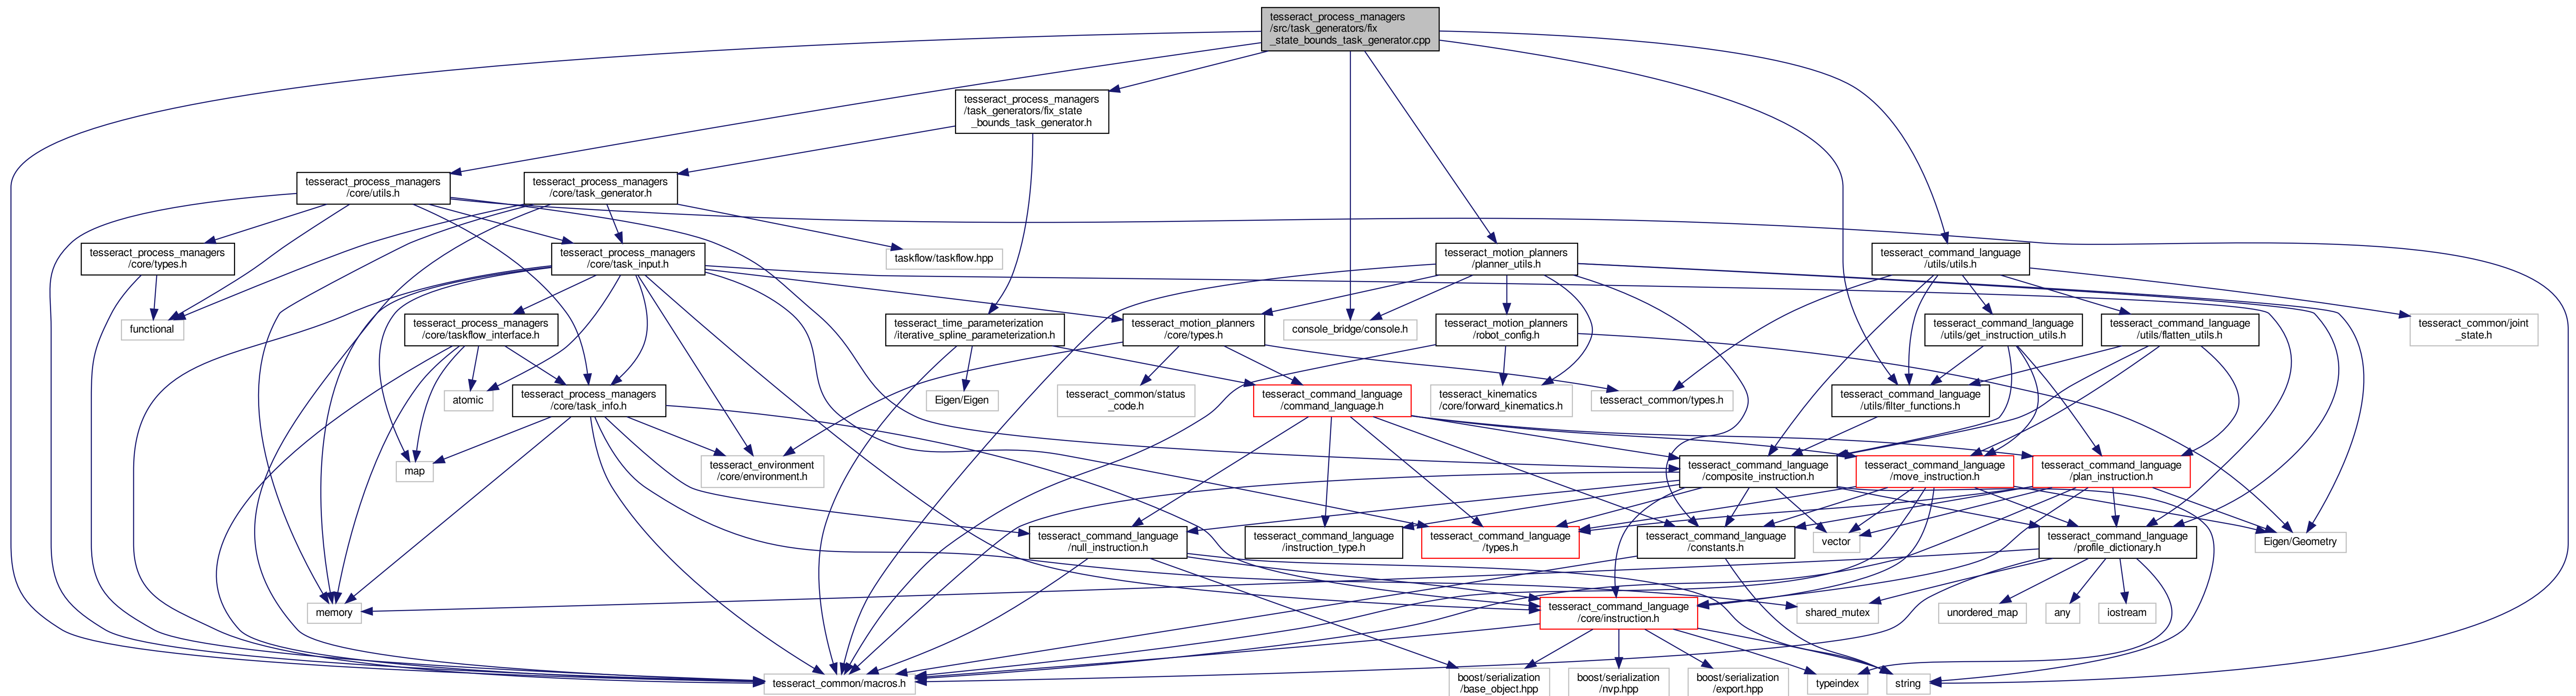 tesseract_process_managers
/src/task_generators/fix
_state_bounds_task_generator.cpp
tesseract_process_managers
/task_generators/fix_state
_bounds_task_generator.h
tesseract_process_managers
/core/utils.h
tesseract_process_managers
/core/task_generator.h
tesseract_process_managers
/core/types.h
tesseract_process_managers
/core/task_input.h
taskflow/taskflow.hpp
tesseract_motion_planners
/planner_utils.h
tesseract_command_language
/utils/utils.h
functional
tesseract_process_managers
/core/taskflow_interface.h
tesseract_time_parameterization
/iterative_spline_parameterization.h
tesseract_motion_planners
/core/types.h
console_bridge/console.h
tesseract_motion_planners
/robot_config.h
tesseract_command_language
/utils/get_instruction_utils.h
tesseract_command_language
/utils/flatten_utils.h
tesseract_common/joint
_state.h
atomic
tesseract_process_managers
/core/task_info.h
Eigen/Eigen
tesseract_common/status
_code.h
tesseract_command_language
/command_language.h
tesseract_kinematics
/core/forward_kinematics.h
tesseract_common/types.h
tesseract_command_language
/utils/filter_functions.h
map
tesseract_environment
/core/environment.h
tesseract_command_language
/composite_instruction.h
tesseract_command_language
/move_instruction.h
tesseract_command_language
/plan_instruction.h
tesseract_command_language
/null_instruction.h
tesseract_command_language
/instruction_type.h
tesseract_command_language
/types.h
tesseract_command_language
/constants.h
vector
tesseract_command_language
/profile_dictionary.h
Eigen/Geometry
memory
tesseract_command_language
/core/instruction.h
shared_mutex
unordered_map
any
iostream
tesseract_common/macros.h
boost/serialization
/base_object.hpp
boost/serialization
/nvp.hpp
boost/serialization
/export.hpp
typeindex
string